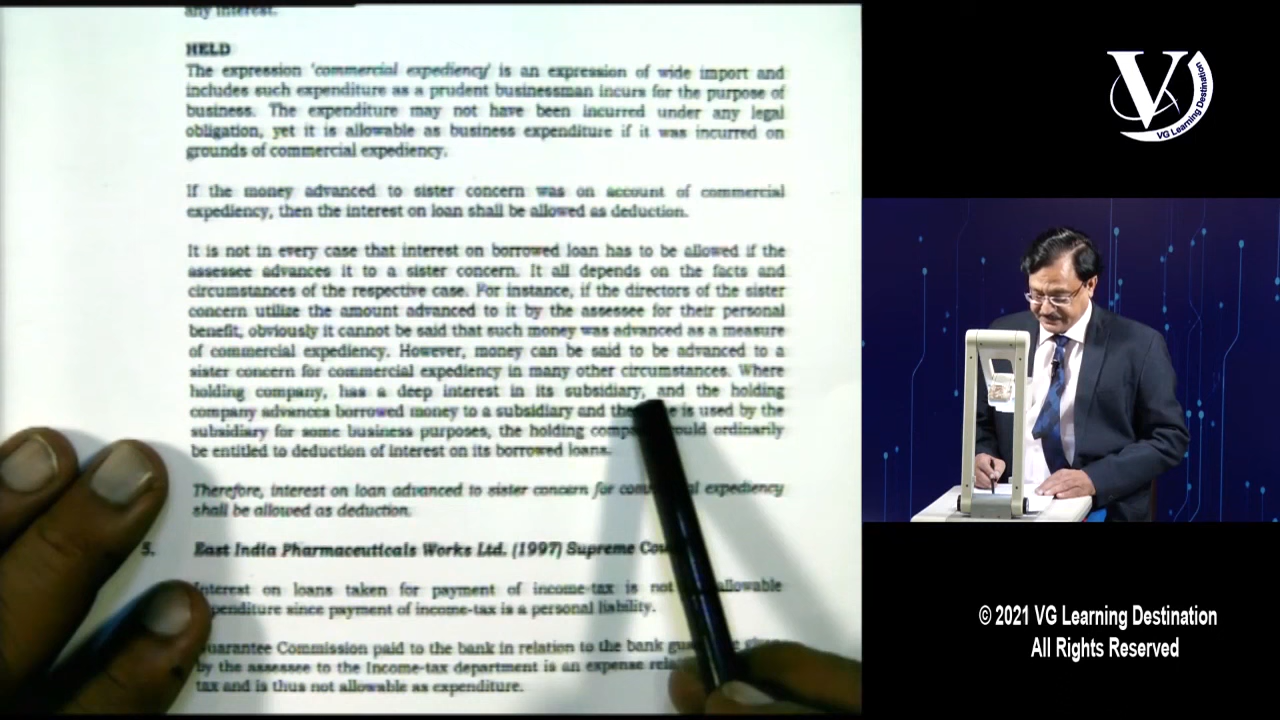 any interest.
HELD
The expression 'commercial expediency' is an expression of wide import and
includes such expenditure as a prudent businessman incurs for the purpose of
business. The expenditure may not have been incurred under any legal
obligation, yet it is allowable as business expenditure if it was incurred on
grounds of commercial expediency.
If the money advanced to sister concern was on account of commercial
expediency, then the interest on loan shall be allowed as deduction.
It is not in every case that interest on borrowed loan has to be allowed if the
assessee advances it to a sister concern. It all depends on the facts and
circumstances of the respective case. For instance, if the directors of the sister
concern utilize the amount advanced to it by the assessee for their personal
benefit, obviously it cannot be said that such money was advanced as a measure
of commercial expediency. However, money can be said to be advanced to a
sister concern for commercial expediency in many other circumstances. Where
holding company, has a deep interest in its subsidiary, and the holding
company advances borrowed money to a subsidiary and the is used by the
subsidiary for some business purposes, the holding would ordinarily
be entitled to deduction of interest on its borrowed loans.
Therefore, interest on loan advanced to sister concern for expediency
shall be allowed as deduction.
5. East India Pharmaceuticals Works Ltd. (1997) Supreme
Interest on loans taken for payment of income-tax is not allowable
expenditure since payment of income-tax is a personal liability.
Guarantee Commission paid to the bank in relation to the bank
by the assessee to the Income-tax department is an expense
tax and is thus not allowable as expenditure.
V
VG Learning Destination
© 2021 VG Learning Destination
All Rights Reserved